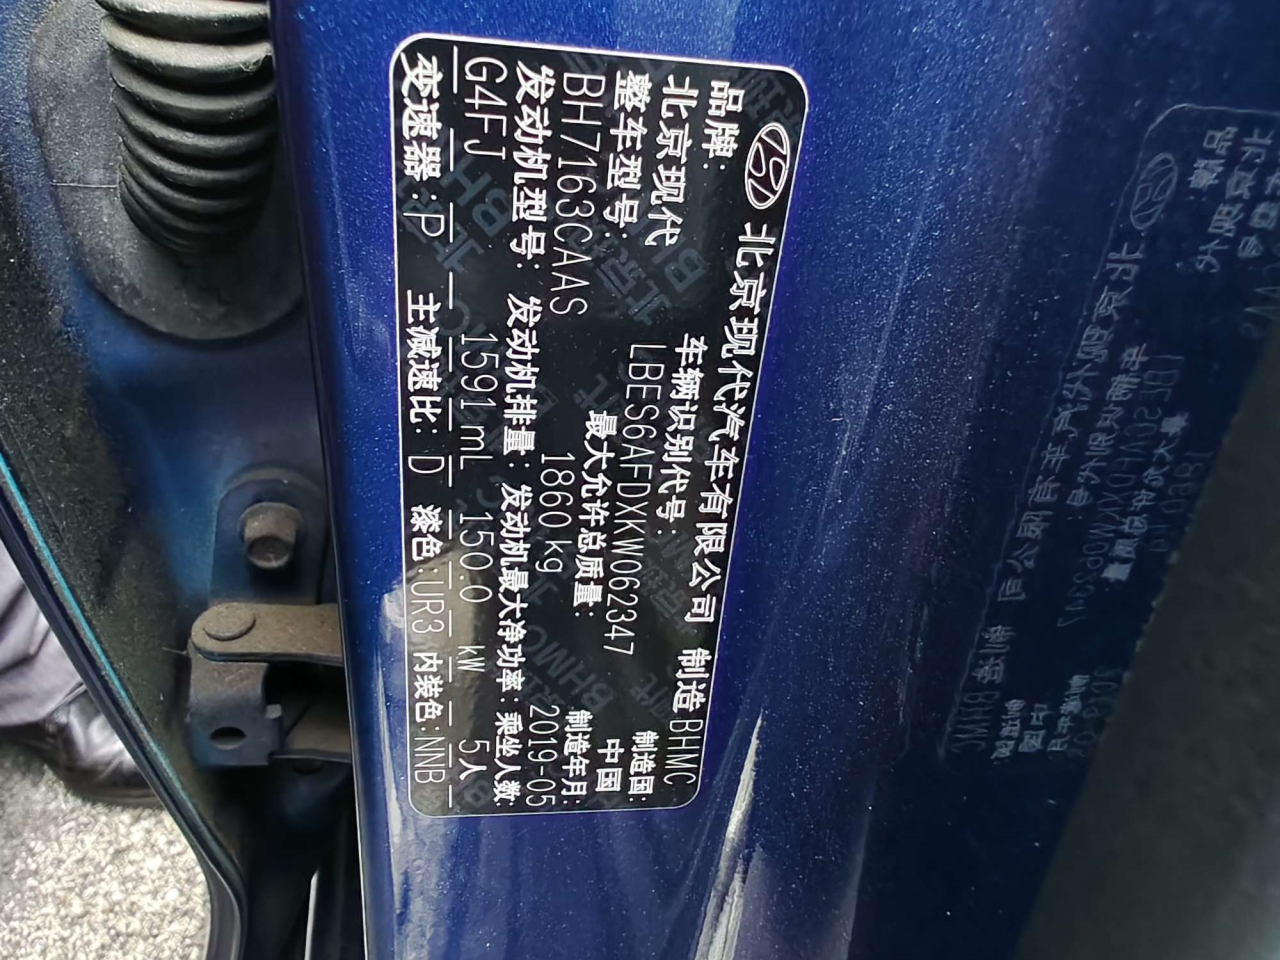 北京现代汽车有限公司 制造 BHMC
品牌: 车辆识别代号: 制造国:
北京现代 LBES6AFDXKW062347 中国
整车型号: 最大允许总质量: 制造年月:
BH7163CAAS 1860 kg 2019-05
发动机型号: 发动机排量: 发动机最大净功率: 乘坐人数:
G4FJ 1591 mL 150.0 kW 5人
变速器: P 主减速比: D 漆色: UR3 内装色: NNB